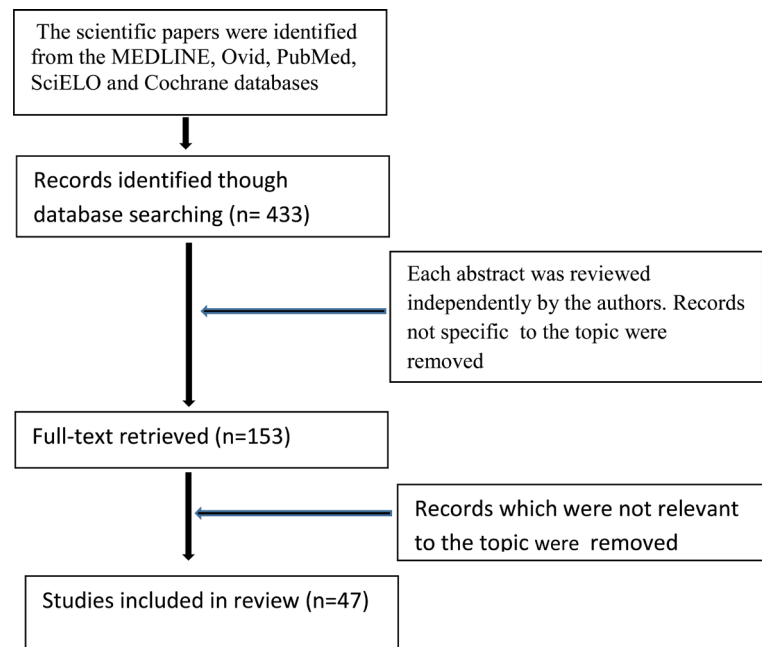 The scientific papers were identified
from the MEDLINE, Ovid, PubMed,
SciELO and Cochrane databases
Records identified though
database searching (n= 433)
Each abstract was reviewed
independently by the authors. Records
not specific to the topic were
removed
Full-text retrieved (n=153)
Records which were not relevant
to the topic were removed
Studies included in review (n=47)